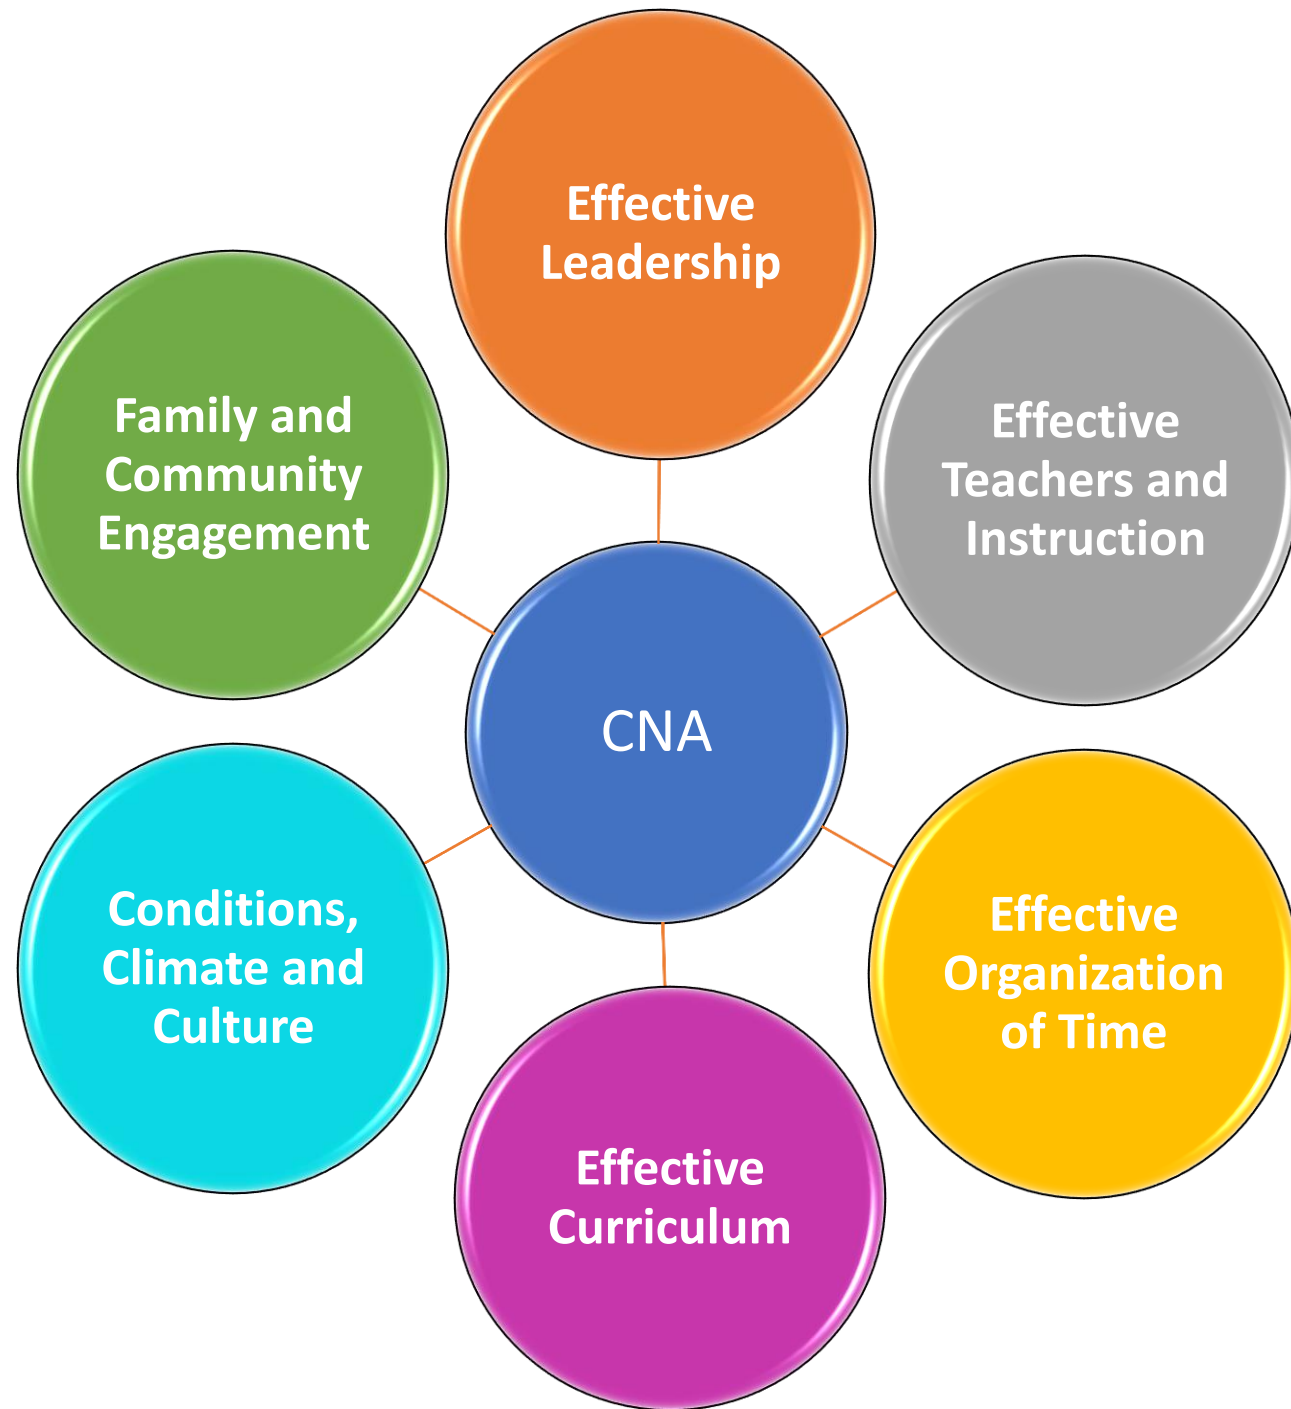 Effective
Leadership
Effective
Teachers and
Instruction
Effective
Organization
of Time
Effective
Curriculum
Conditions,
Climate and
Culture
Family and
Community
Engagement
CNA